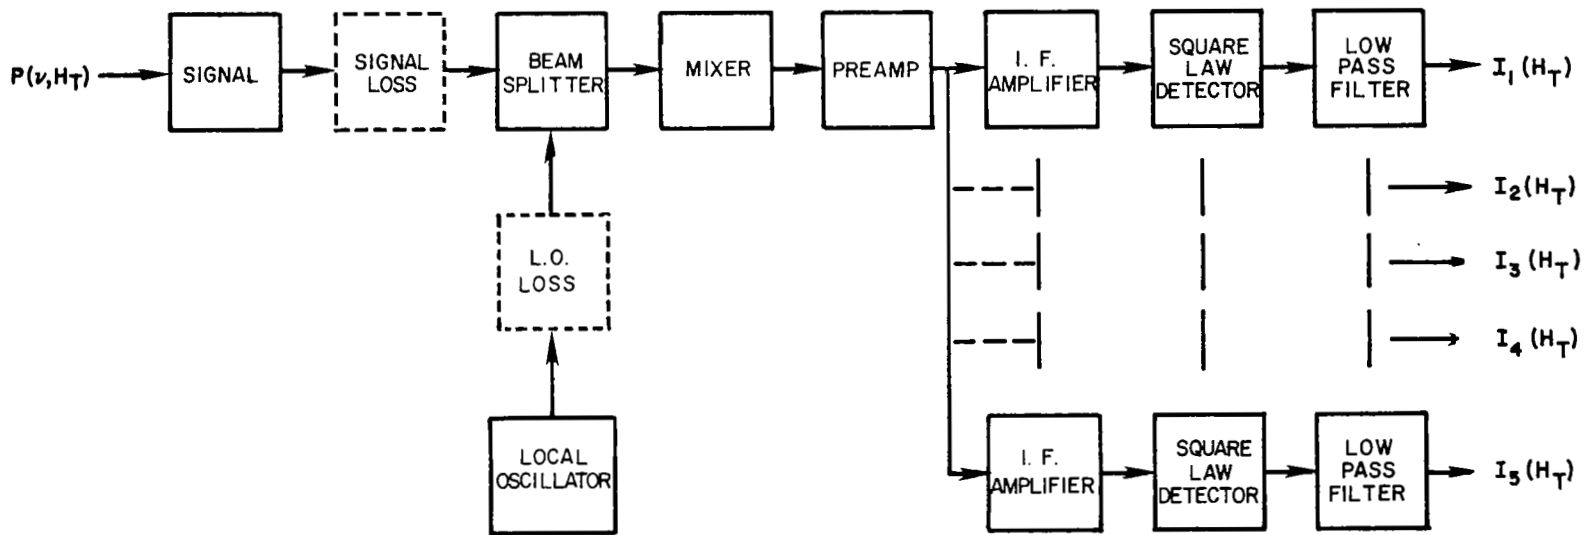 P(ν,H_T)
SIGNAL
SIGNAL
LOSS
BEAM
SPLITTER
MIXER
PREAMP
I. F.
AMPLIFIER
SQUARE
LAW
DETECTOR
LOW
PASS
FILTER
I_1(H_T)
I_2(H_T)
I_3(H_T)
I_4(H_T)
L.O.
LOSS
LOCAL
OSCILLATOR
I. F.
AMPLIFIER
SQUARE
LAW
DETECTOR
LOW
PASS
FILTER
I_5(H_T)